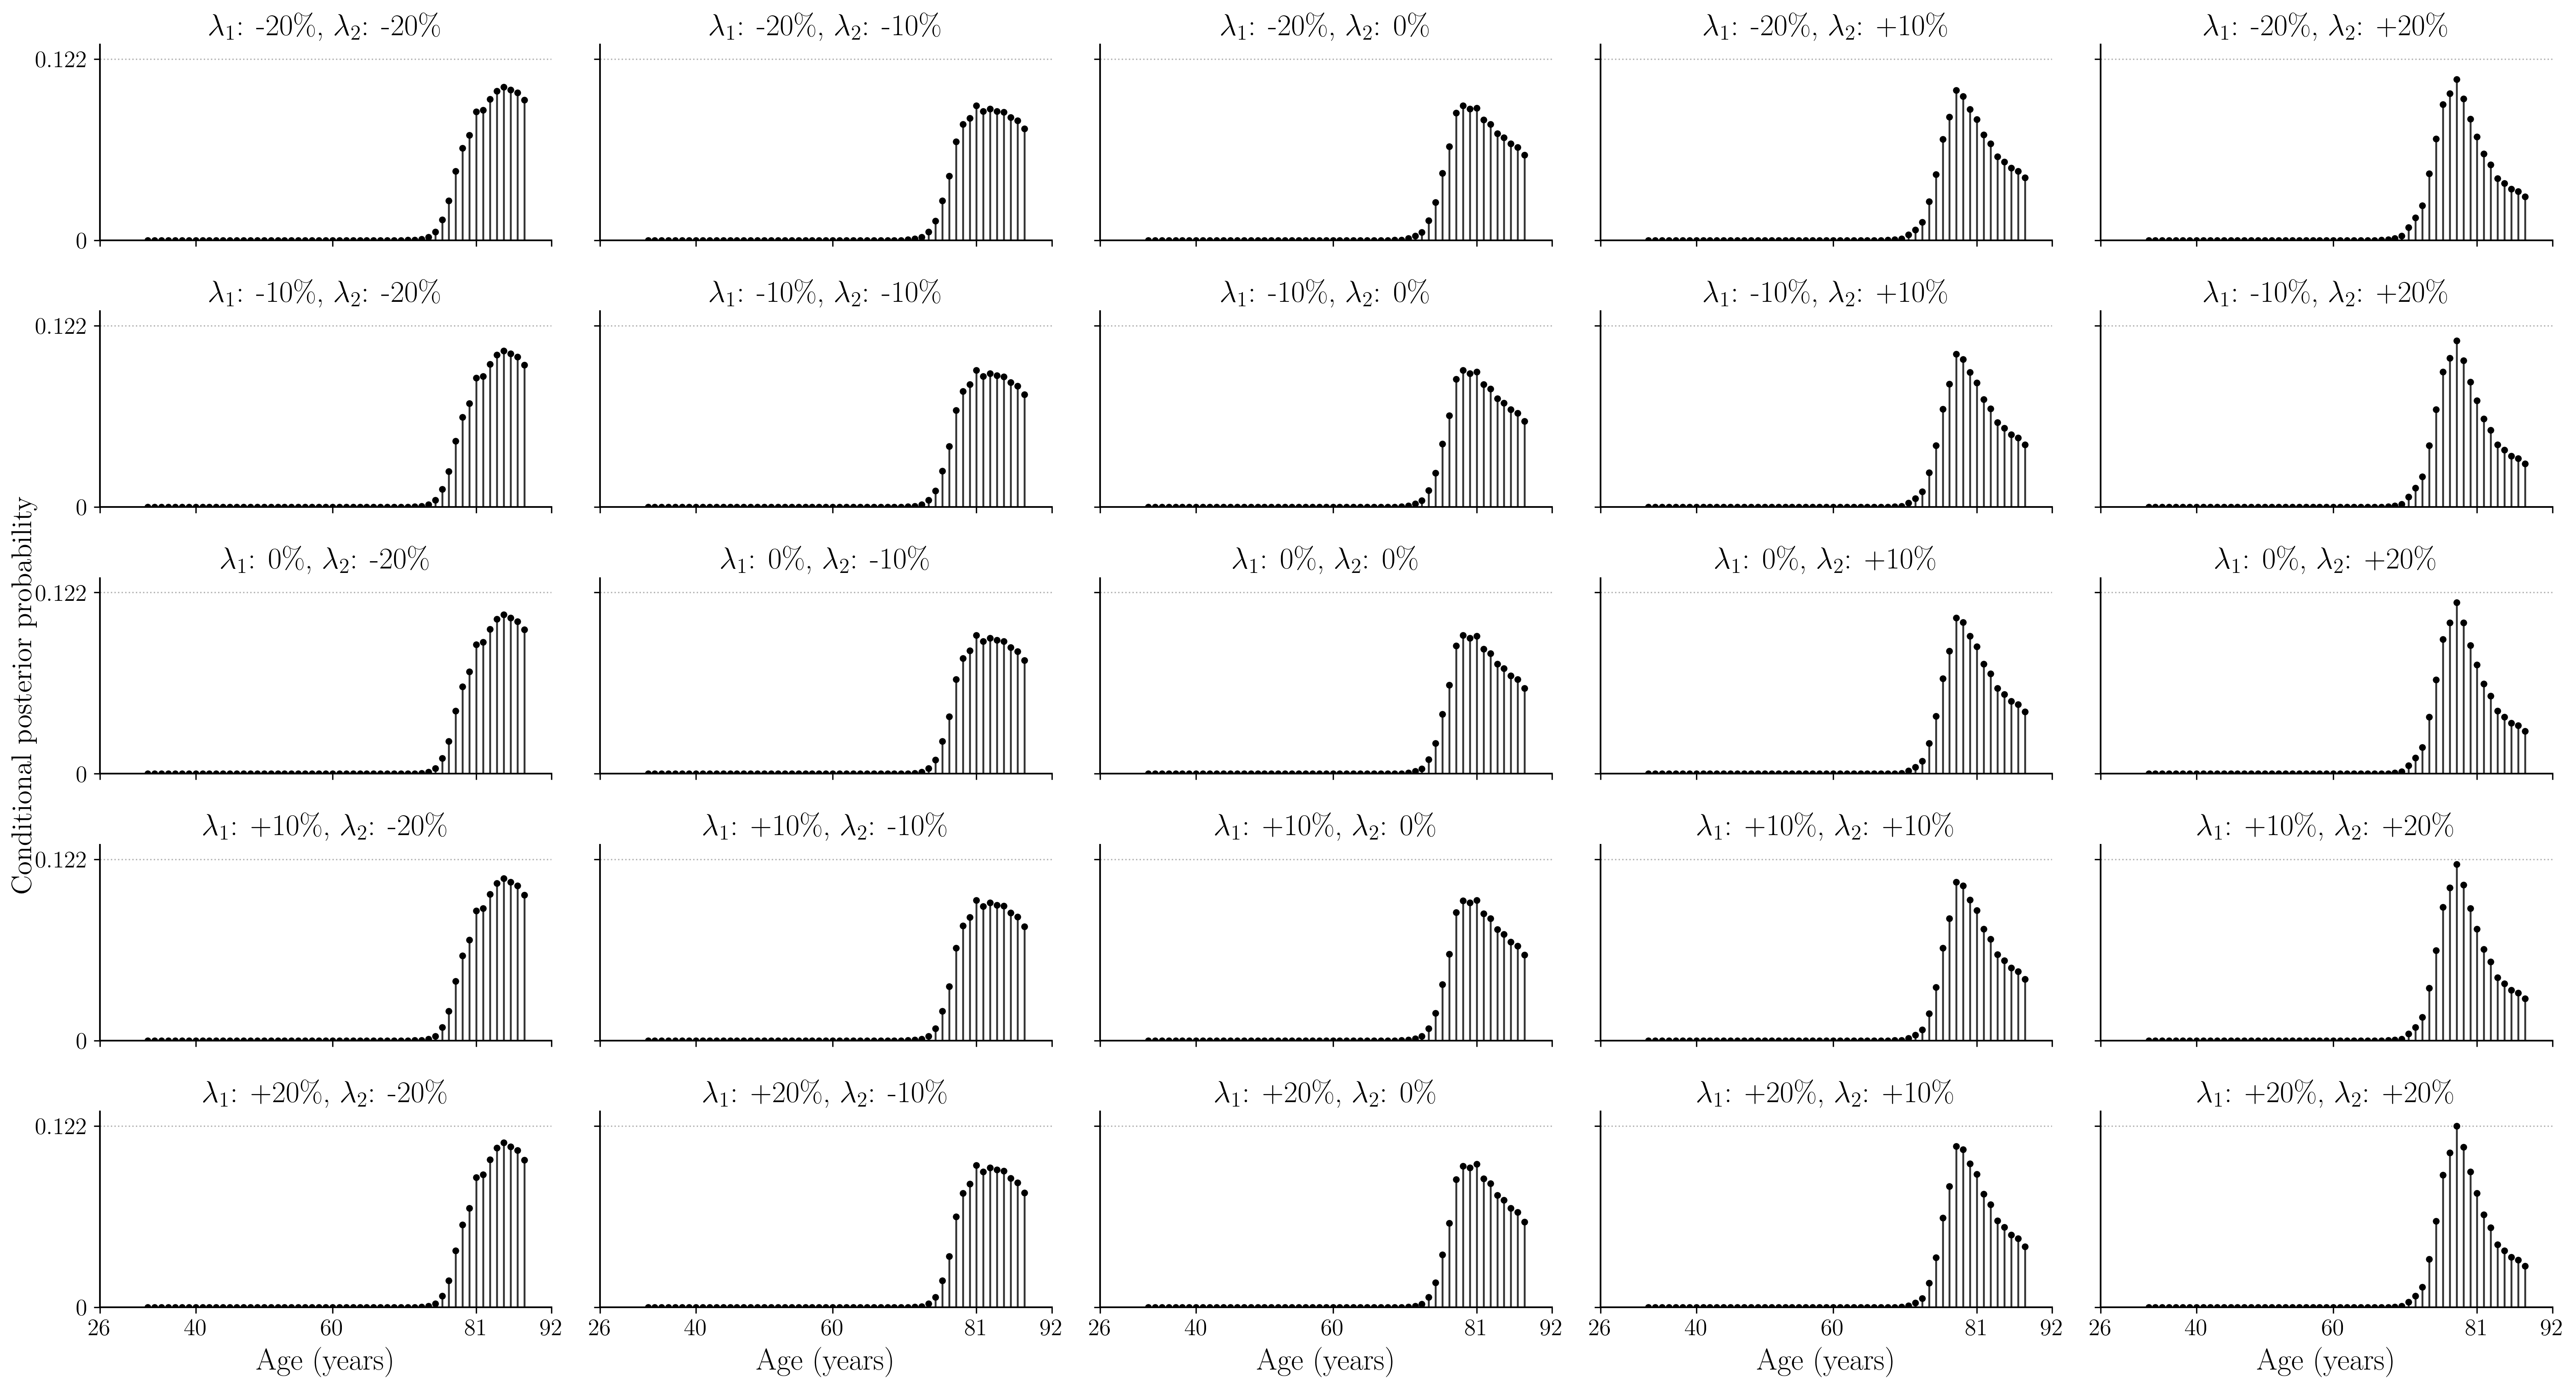 λ1: -20%, λ2: -20%
λ1: -20%, λ2: -10%
λ1: -20%, λ2: 0%
λ1: -20%, λ2: +10%
λ1: -20%, λ2: +20%
0.122
0
λ1: -10%, λ2: -20%
λ1: -10%, λ2: -10%
λ1: -10%, λ2: 0%
λ1: -10%, λ2: +10%
λ1: -10%, λ2: +20%
0.122
0
Conditional posterior probability
λ1: 0%, λ2: -20%
λ1: 0%, λ2: -10%
λ1: 0%, λ2: 0%
λ1: 0%, λ2: +10%
λ1: 0%, λ2: +20%
0.122
0
λ1: +10%, λ2: -20%
λ1: +10%, λ2: -10%
λ1: +10%, λ2: 0%
λ1: +10%, λ2: +10%
λ1: +10%, λ2: +20%
0.122
0
λ1: +20%, λ2: -20%
λ1: +20%, λ2: -10%
λ1: +20%, λ2: 0%
λ1: +20%, λ2: +10%
λ1: +20%, λ2: +20%
0.122
0
26 40 60 81 92
26 40 60 81 92
26 40 60 81 92
26 40 60 81 92
26 40 60 81 92
Age (years)
Age (years)
Age (years)
Age (years)
Age (years)